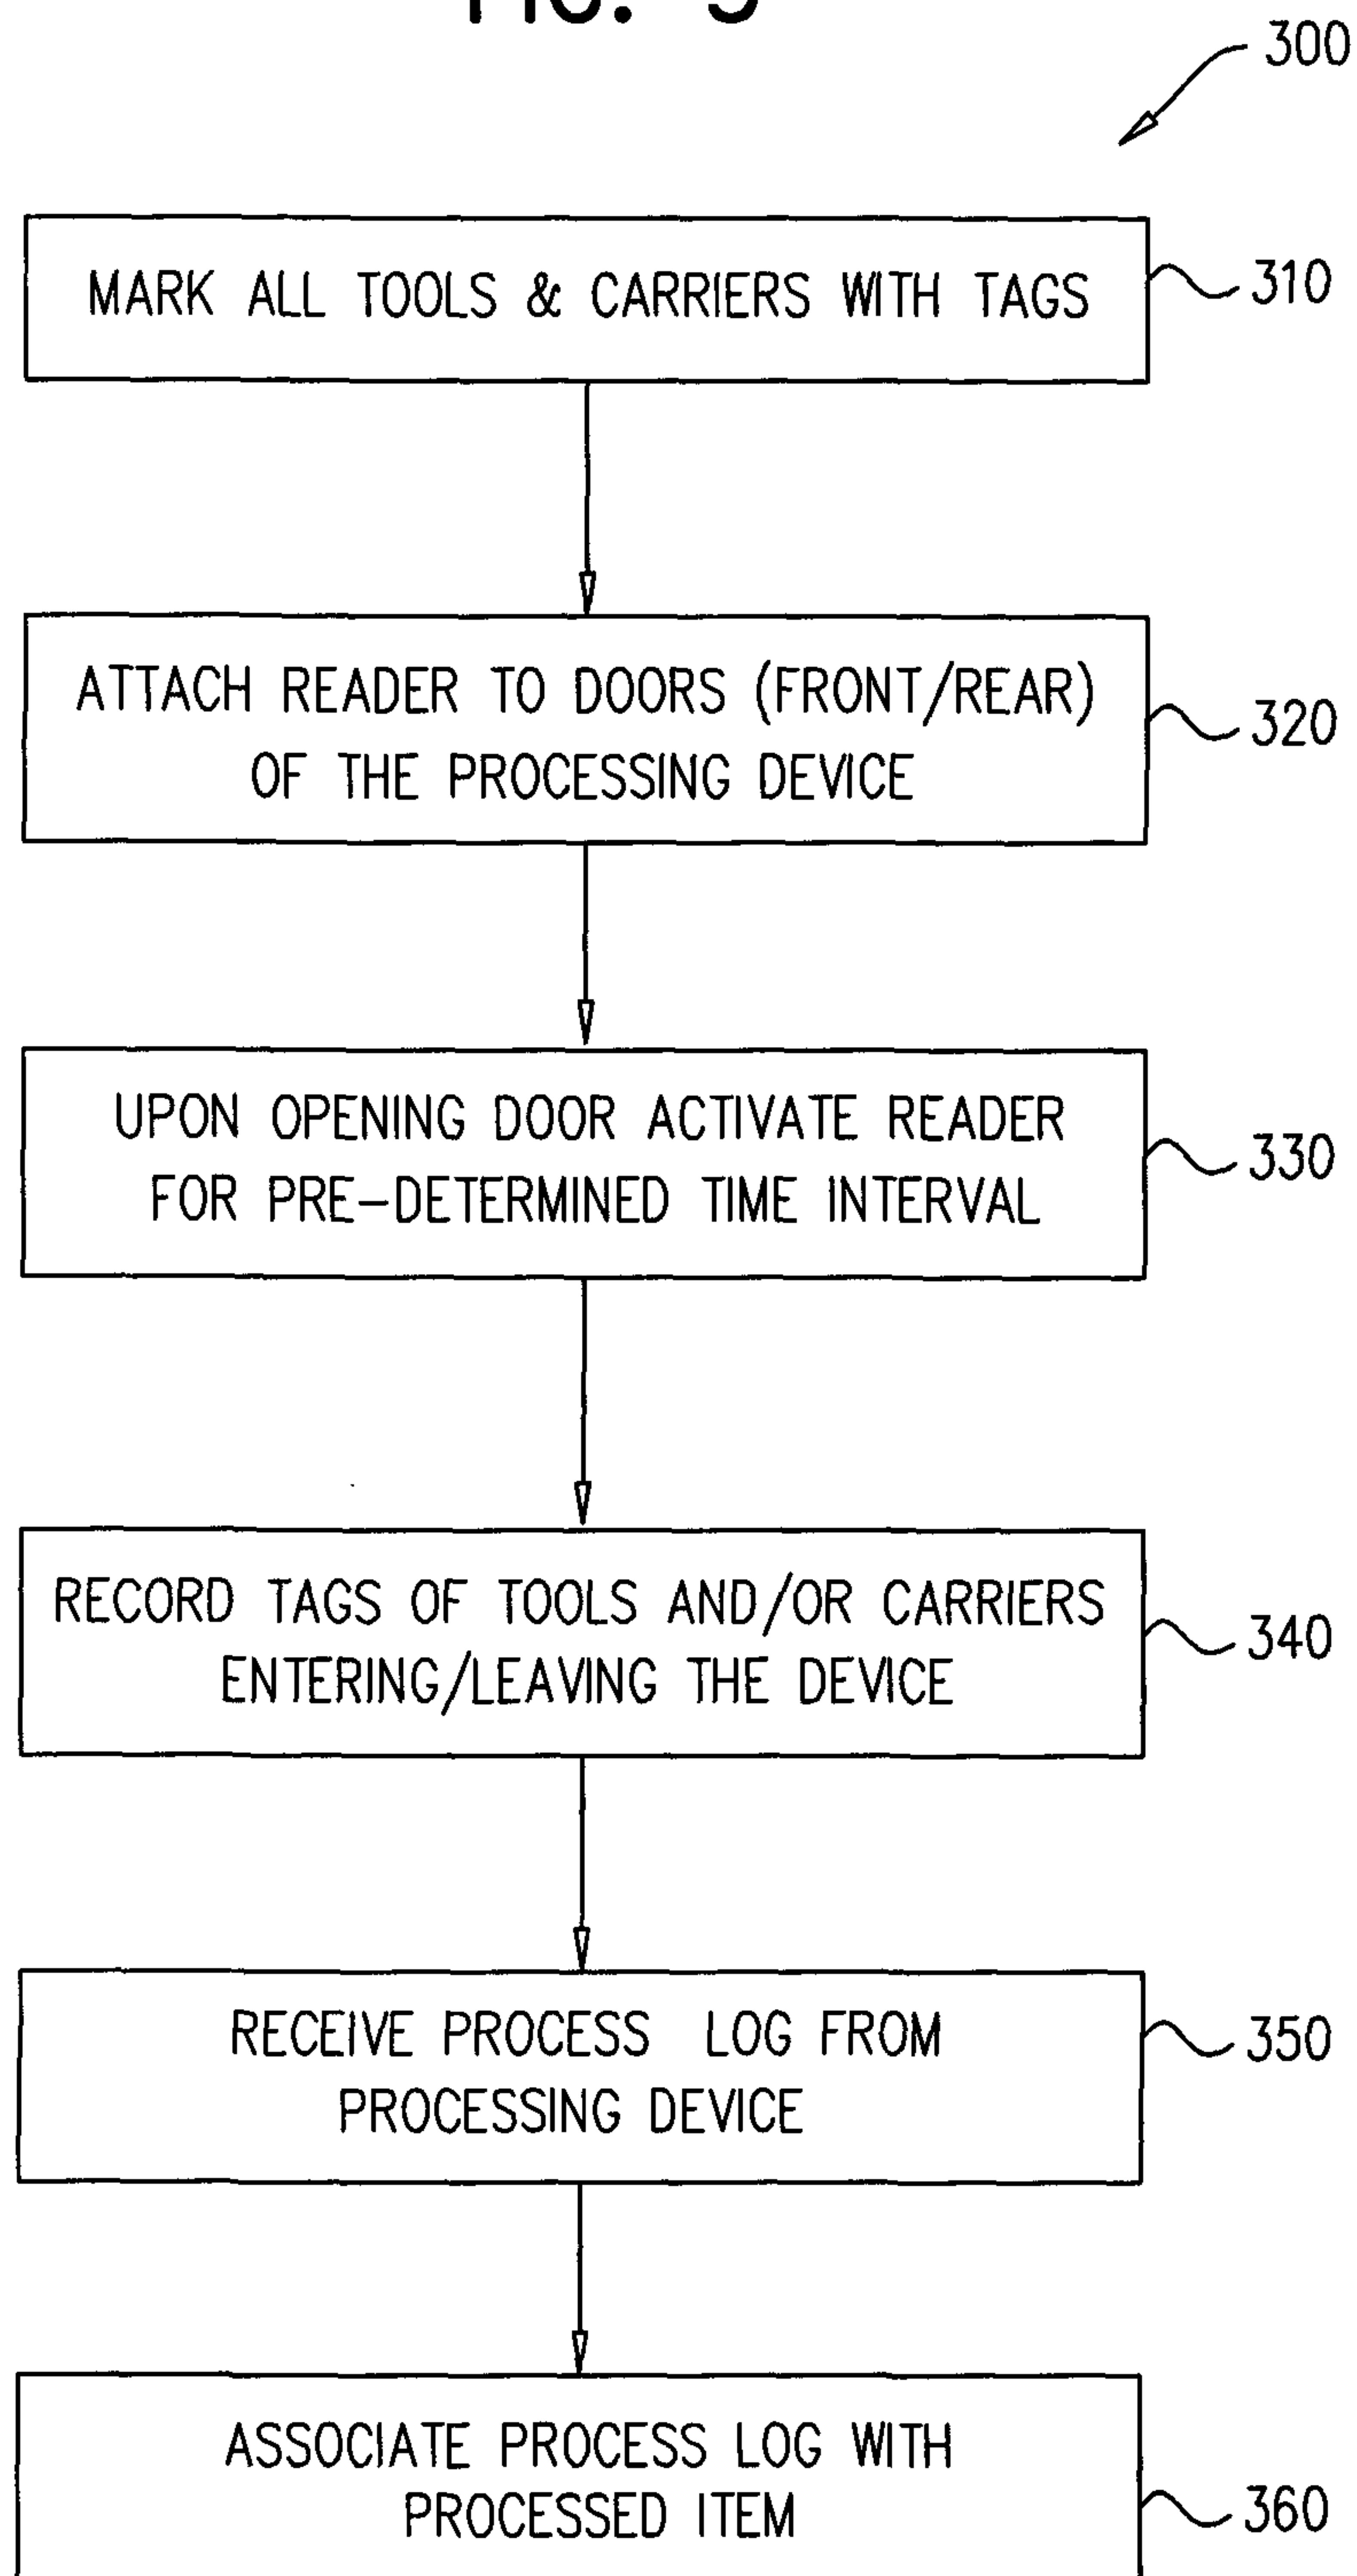 FIG. 3
300
MARK ALL TOOLS & CARRIERS WITH TAGS
310
ATTACH READER TO DOORS (FRONT/REAR)
OF THE PROCESSING DEVICE
320
UPON OPENING DOOR ACTIVATE READER
FOR PRE-DETERMINED TIME INTERVAL
330
RECORD TAGS OF TOOLS AND/OR CARRIERS
ENTERING/LEAVING THE DEVICE
340
RECEIVE PROCESS LOG FROM
PROCESSING DEVICE
350
ASSOCIATE PROCESS LOG WITH
PROCESSED ITEM
360